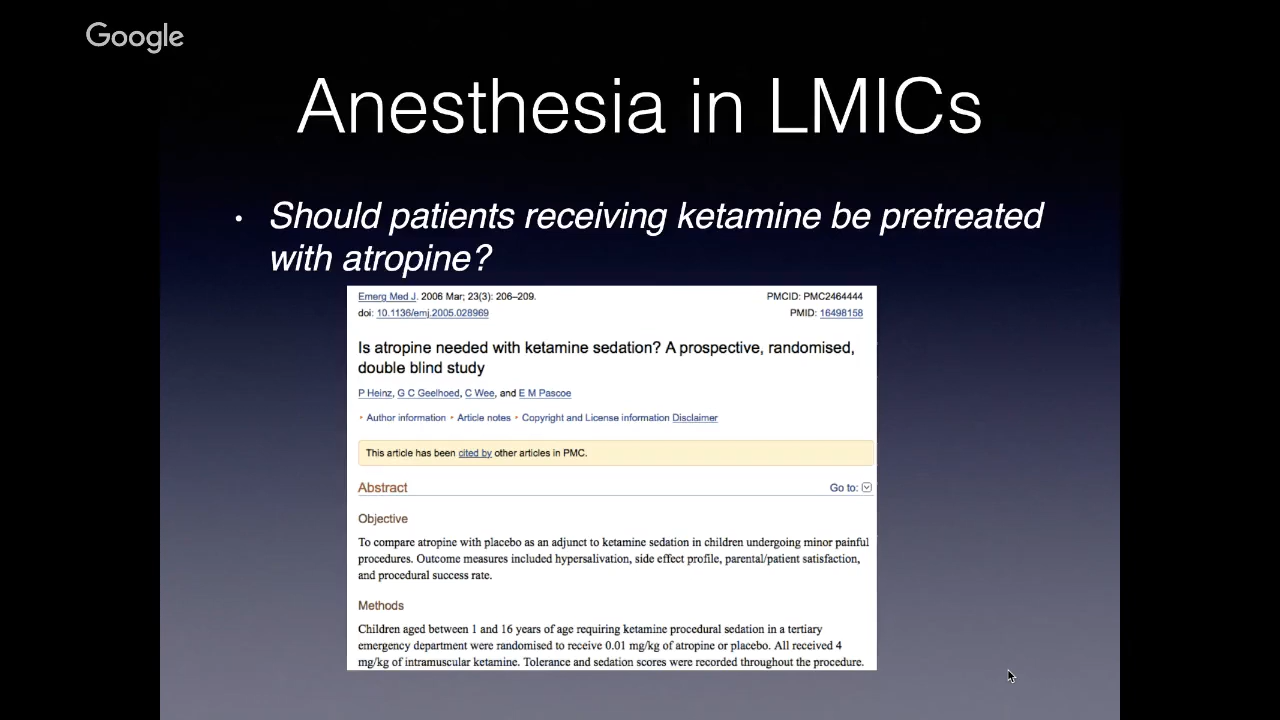 Google
Anesthesia in LMICs
• Should patients receiving ketamine be pretreated
with atropine?
Emerg Med J. 2006 Mar; 23(3): 206–209. PMCID: PMC2464444
doi: 10.1136/emj.2005.028969 PMID: 16498158
Is atropine needed with ketamine sedation? A prospective, randomised,
double blind study
P Heinz, G C Geelhoed, C Wee, and E M Pascoe
• Author information • Article notes • Copyright and License information Disclaimer
This article has been cited by other articles in PMC.
Abstract Go to:
Objective
To compare atropine with placebo as an adjunct to ketamine sedation in children undergoing minor painful
procedures. Outcome measures included hypersalivation, side effect profile, parental/patient satisfaction,
and procedural success rate.
Methods
Children aged between 1 and 16 years of age requiring ketamine procedural sedation in a tertiary
emergency department were randomised to receive 0.01 mg/kg of atropine or placebo. All received 4
mg/kg of intramuscular ketamine. Tolerance and sedation scores were recorded throughout the procedure.